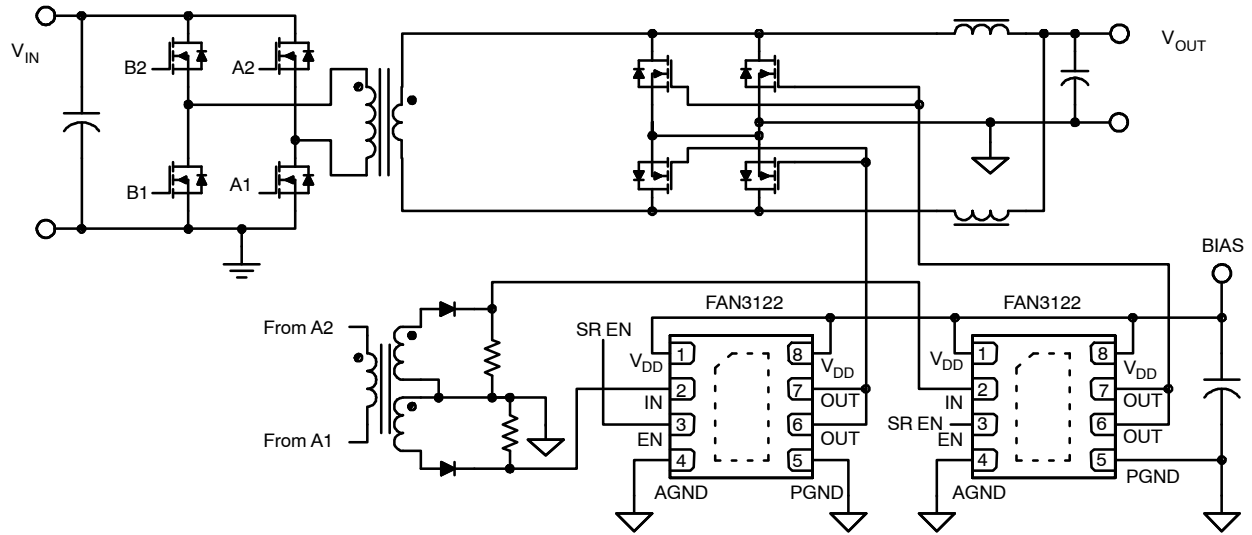 V_IN
B2
A2
B1
A1
V_OUT
BIAS
From A2
From A1
SR EN
FAN3122
V_DD
1
8
V_DD
IN
2
7
OUT
EN
3
6
OUT
4
5
AGND
PGND
FAN3122
V_DD
1
8
V_DD
IN
2
7
OUT
SR EN
EN
3
6
OUT
4
5
AGND
PGND